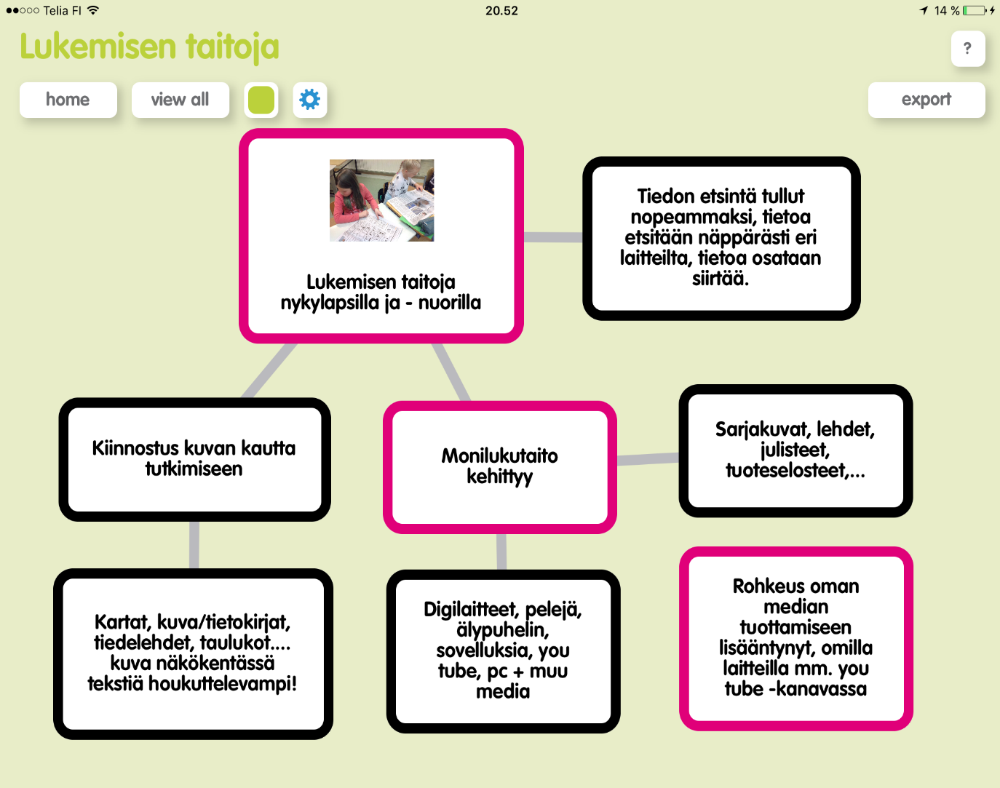 Telia FI
20.52
14 %
Lukemisen taitoja
?
home
view all
export
Lukemisen taitoja
nykylapsilla ja - nuorilla
Tiedon etsintä tullut
nopeammaksi, tietoa
etsitään näppärästi eri
laitteilta, tietoa osataan
siirtää.
Kiinnostus kuvan kautta
tutkimiseen
Monilukutaito
kehittyy
Sarjakuvat, lehdet,
julisteet,
tuoteselosteet,...
Kartat, kuva/tietokirjat,
tiedelehdet, taulukot....
kuva näkökentässä
tekstiä houkuttelevampi!
Digilaitteet, pelejä,
älypuhelin,
sovelluksia, you
tube, pc + muu
media
Rohkeus oman
median
tuottamiseen
lisääntynyt, omilla
laitteilla mm. you
tube -kanavassa